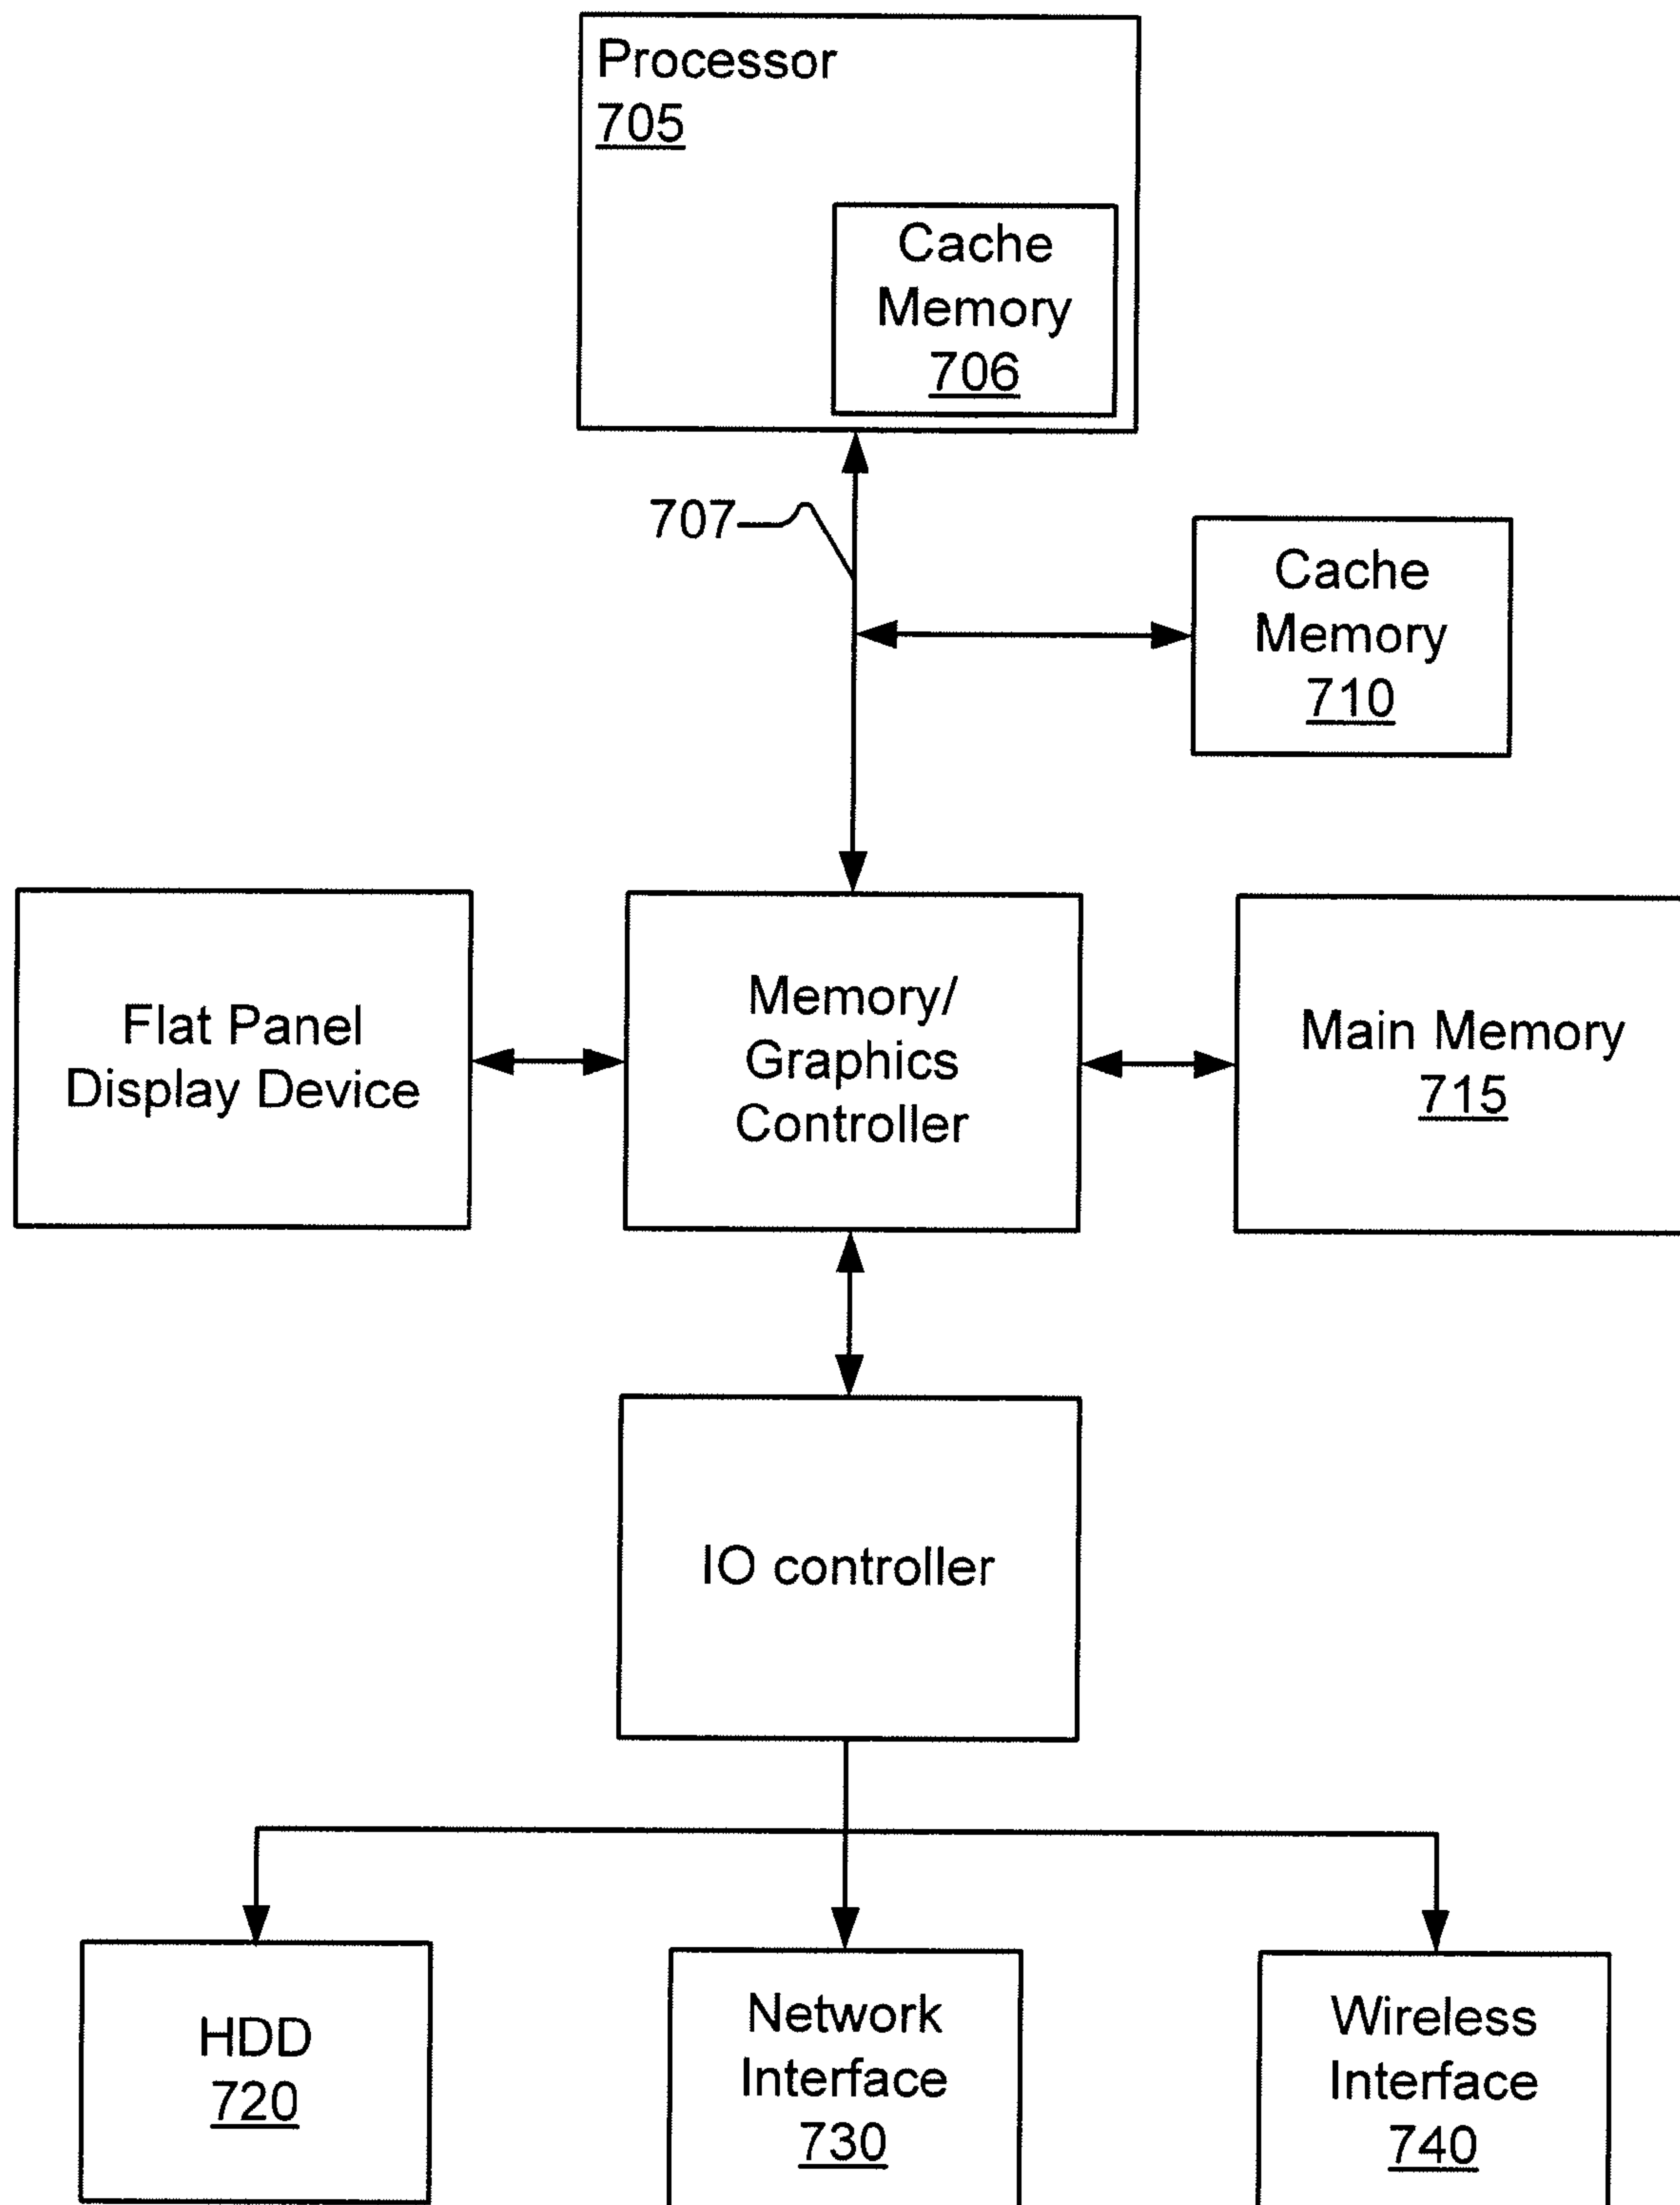 Processor
705
Cache
Memory
706
707
Cache
Memory
710
Flat Panel
Display Device
Memory/
Graphics
Controller
Main Memory
715
IO controller
HDD
720
Network
Interface
730
Wireless
Interface
740